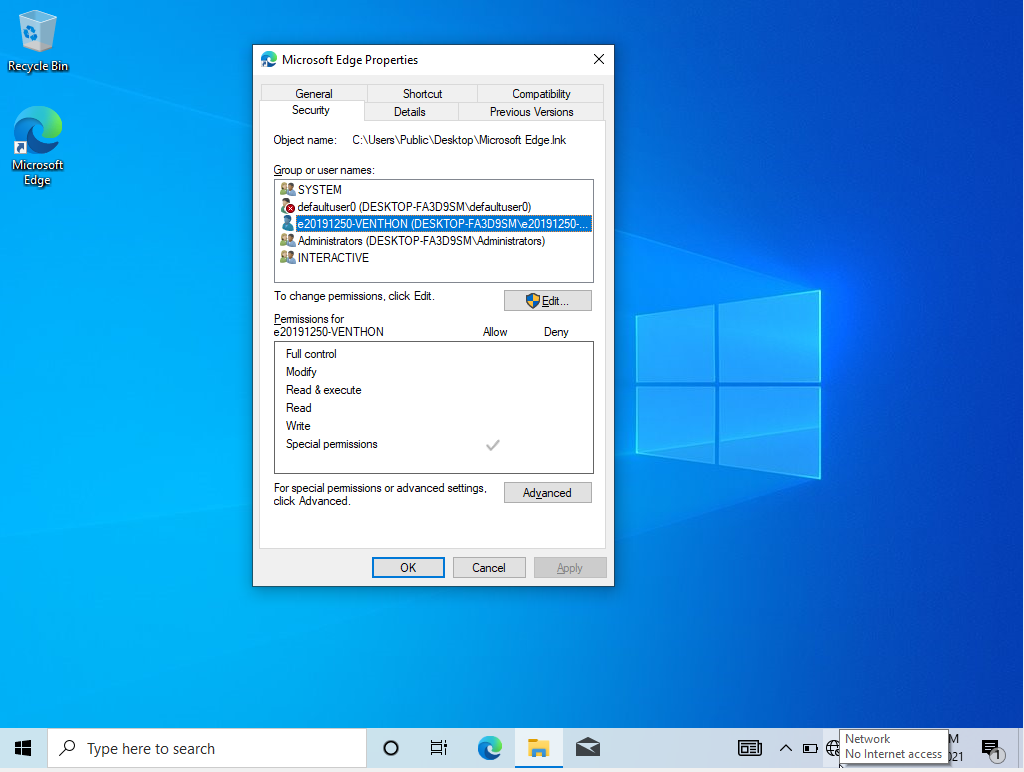 Recycle Bin
Microsoft
Edge
Microsoft Edge Properties
General Shortcut Compatibility
Security Details Previous Versions
Object name: C:\Users\Public\Desktop\Microsoft Edge.lnk
Group or user names:
SYSTEM
defaultuser0 (DESKTOP-FA3D9SM\defaultuser0)
e20191250-VENTHON (DESKTOP-FA3D9SM\e20191250-...
Administrators (DESKTOP-FA3D9SM\Administrators)
INTERACTIVE
To change permissions, click Edit.
Edit...
Permissions for
e20191250-VENTHON Allow Deny
Full control
Modify
Read & execute
Read
Write
Special permissions
For special permissions or advanced settings,
click Advanced.
Advanced
OK Cancel Apply
Type here to search
Network
No Internet access
M
021
1